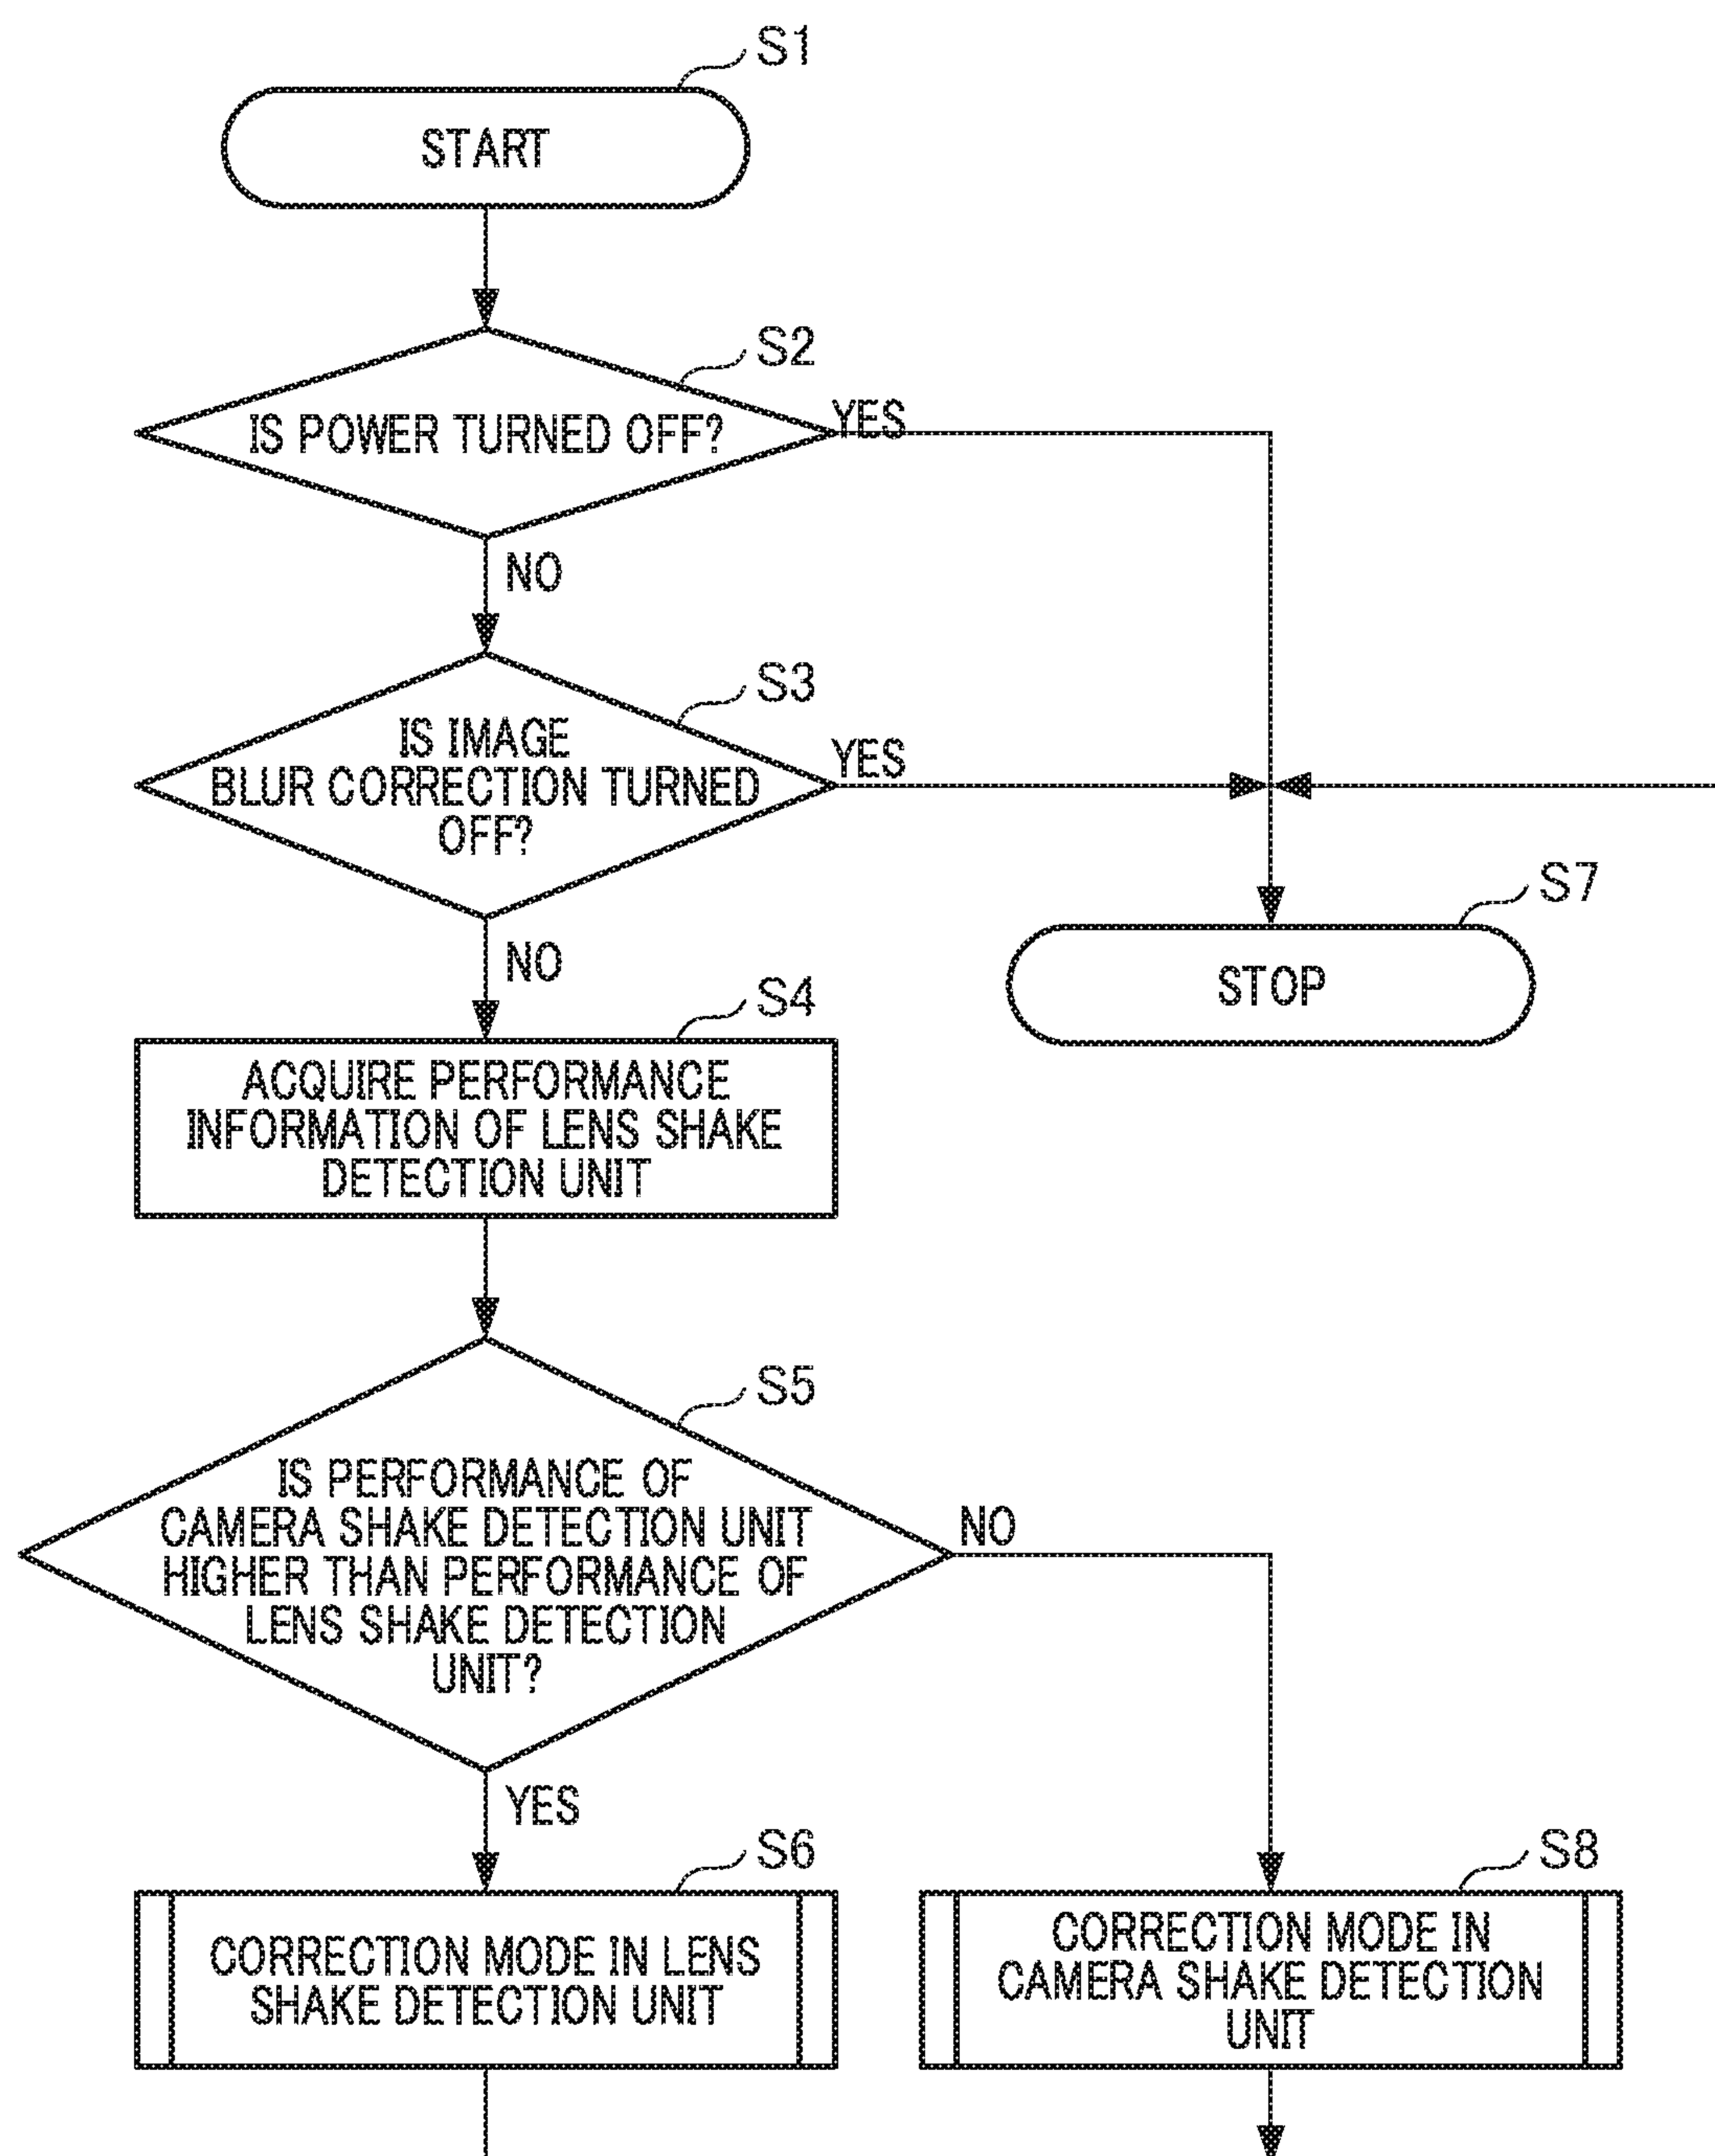 S1
START
S2
IS POWER TURNED OFF?
YES
NO
S3
IS IMAGE
BLUR CORRECTION TURNED
OFF?
YES
NO
S7
STOP
S4
ACQUIRE PERFORMANCE
INFORMATION OF LENS SHAKE
DETECTION UNIT
S5
IS PERFORMANCE OF
CAMERA SHAKE DETECTION UNIT
HIGHER THAN PERFORMANCE OF
LENS SHAKE DETECTION
UNIT?
NO
YES
S6
CORRECTION MODE IN LENS
SHAKE DETECTION UNIT
S8
CORRECTION MODE IN
CAMERA SHAKE DETECTION
UNIT